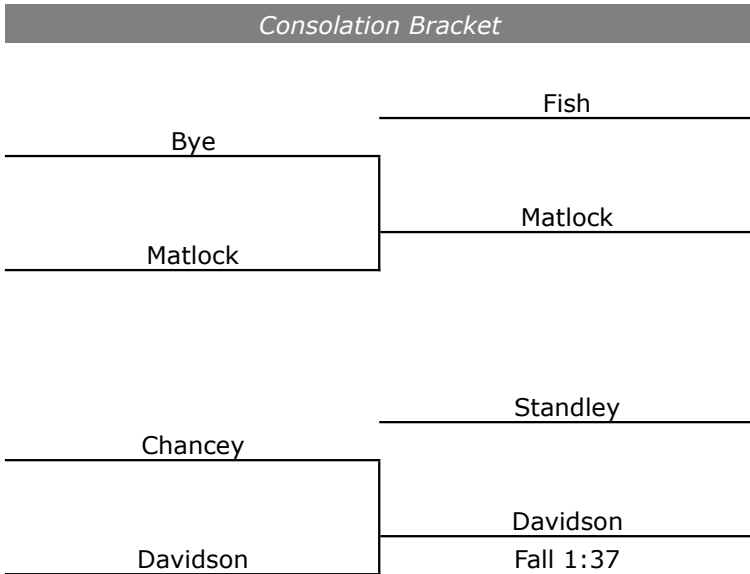 Consolation Bracket
Fish
Bye
Matlock
Matlock
Standley
Chancey
Davidson
Davidson
Fall 1:37